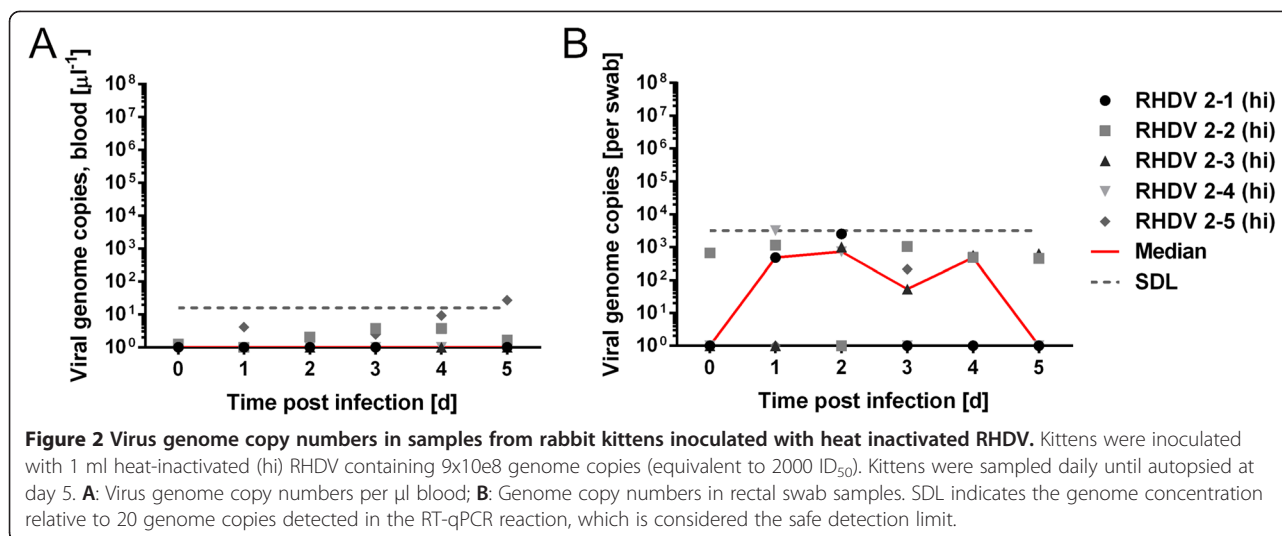 A
Viral genome copies, blood [µl⁻¹]
10⁸
10⁷
10⁶
10⁵
10⁴
10³
10²
10¹
10⁰
0 1 2 3 4 5
Time post infection [d]
B
Viral genome copies [per swab]
10⁸
10⁷
10⁶
10⁵
10⁴
10³
10²
10¹
10⁰
0 1 2 3 4 5
Time post infection [d]
RHDV 2-1 (hi)
RHDV 2-2 (hi)
RHDV 2-3 (hi)
RHDV 2-4 (hi)
RHDV 2-5 (hi)
Median
SDL
Figure 2 Virus genome copy numbers in samples from rabbit kittens inoculated with heat inactivated RHDV. Kittens were inoculated
with 1 ml heat-inactivated (hi) RHDV containing 9x10e8 genome copies (equivalent to 2000 ID₅₀). Kittens were sampled daily until autopsied at
day 5. A: Virus genome copy numbers per µl blood; B: Genome copy numbers in rectal swab samples. SDL indicates the genome concentration
relative to 20 genome copies detected in the RT-qPCR reaction, which is considered the safe detection limit.